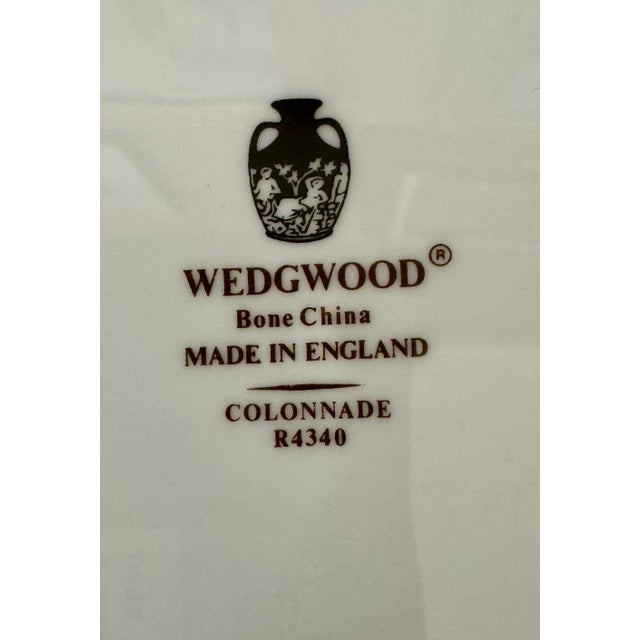 WEDGWOOD®
Bone China
MADE IN ENGLAND
COLONNADE
R4340